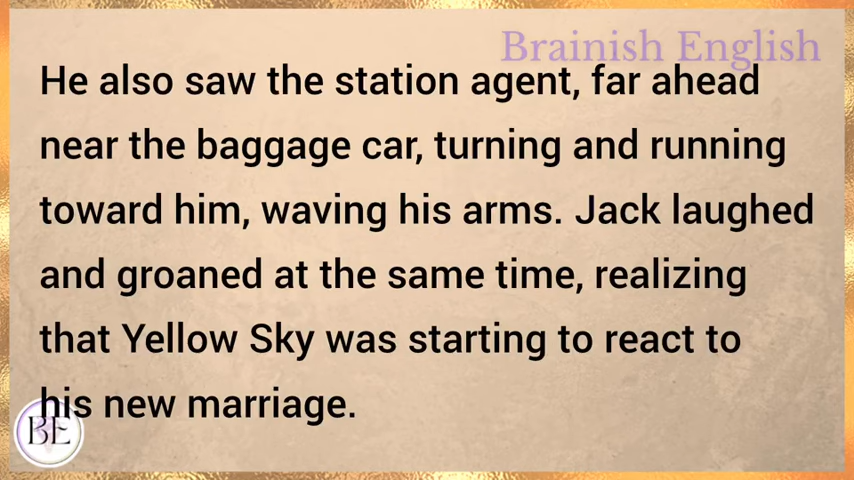 Brainish English
He also saw the station agent, far ahead
near the baggage car, turning and running
toward him, waving his arms. Jack laughed
and groaned at the same time, realizing
that Yellow Sky was starting to react to
his new marriage.
BE